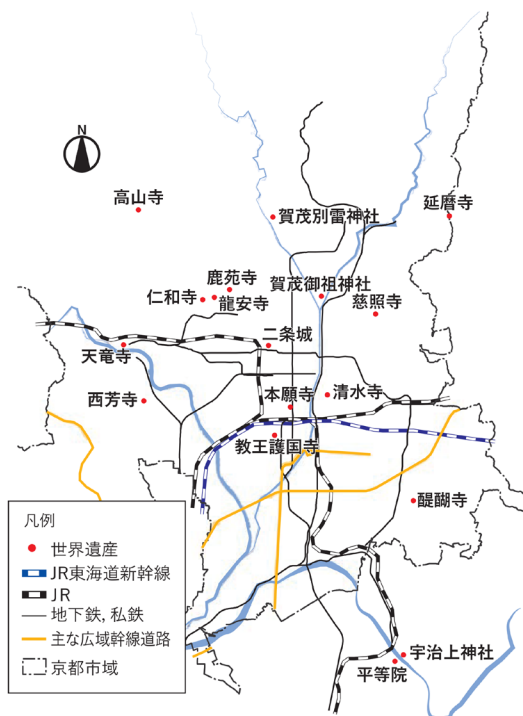 N
高山寺
賀茂別雷神社
延暦寺
鹿苑寺
賀茂御祖神社
仁和寺
龍安寺
慈照寺
二条城
天竜寺
西芳寺
本願寺
清水寺
教王護国寺
醍醐寺
凡例
世界遺産
JR東海道新幹線
JR
地下鉄, 私鉄
主な広域幹線道路
京都市域
宇治上神社
平等院